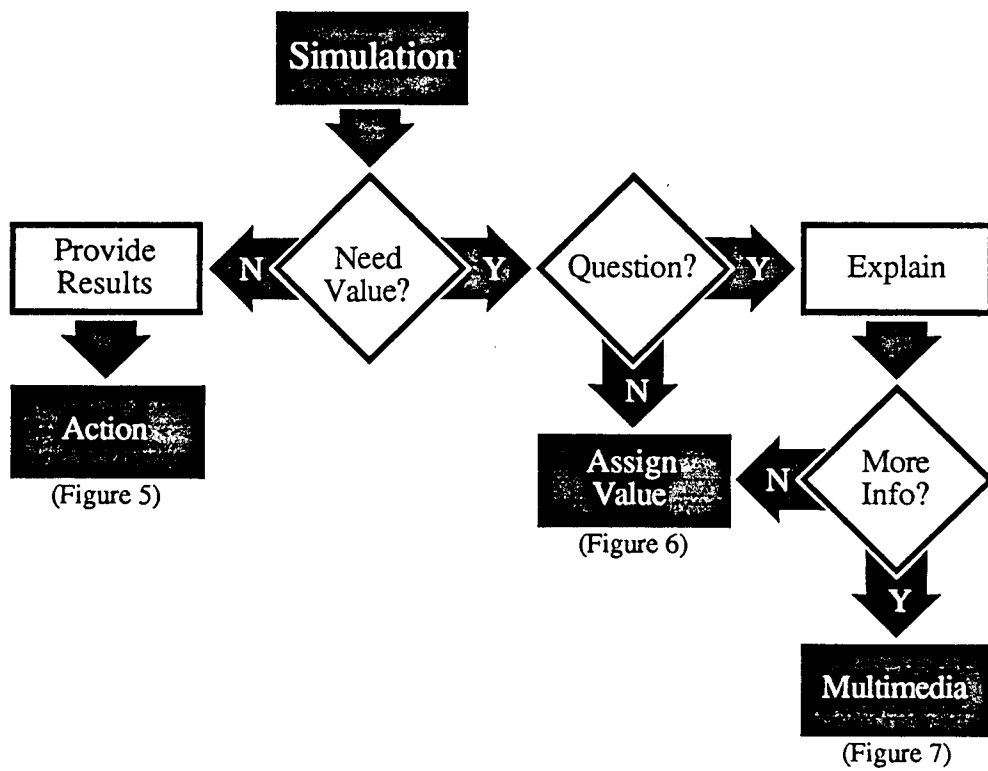 Simulation
Provide
Results
N
Need
Value?
Y
Question?
Y
Explain
Action
(Figure 5)
N
Assign
Value
(Figure 6)
N
More
Info?
Y
Multimedia
(Figure 7)